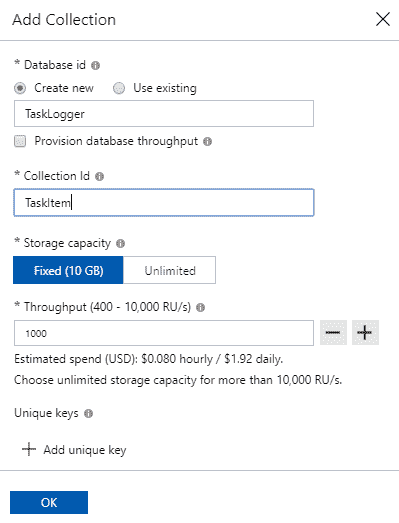 Add Collection
* Database id
Create new Use existing
TaskLogger
Provision database throughput
* Collection Id
TaskItem
* Storage capacity
Fixed (10 GB) Unlimited
* Throughput (400 - 10,000 RU/s)
1000
Estimated spend (USD): $0.080 hourly / $1.92 daily.
Choose unlimited storage capacity for more than 10,000 RU/s.
Unique keys
Add unique key
OK